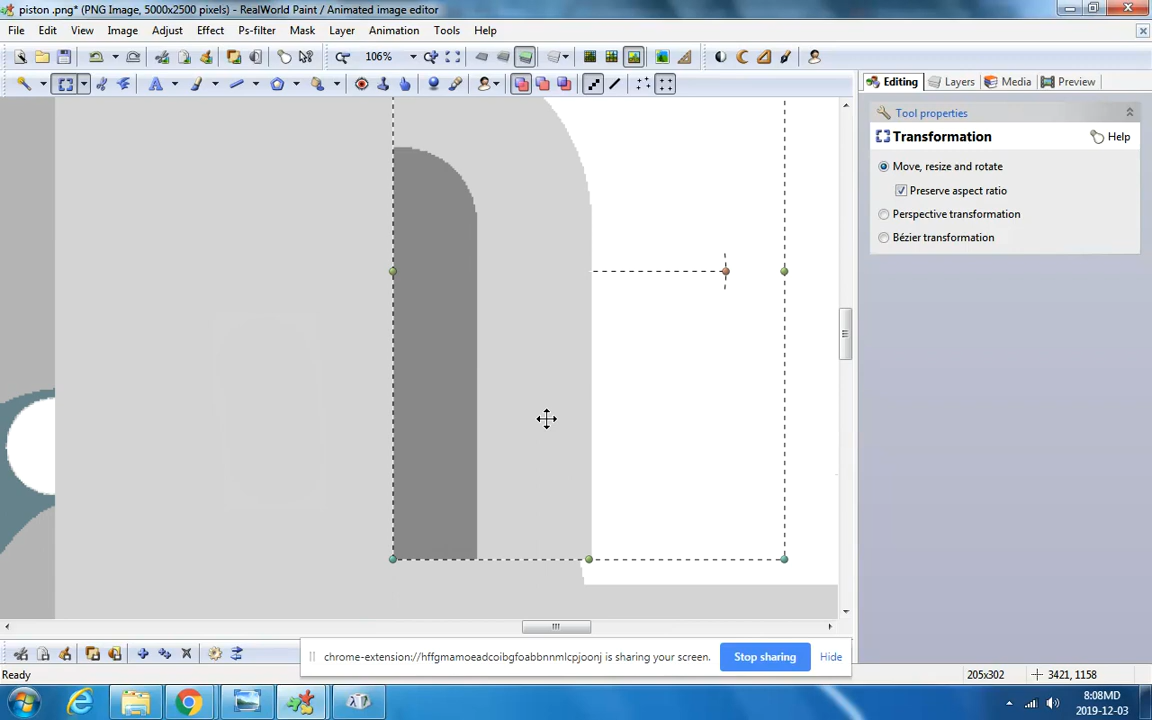 piston .png* (PNG Image, 5000x2500 pixels) - RealWorld Paint / Animated image editor
File Edit View Image Adjust Effect Ps-filter Mask Layer Animation Tools Help
106%
Editing Layers Media Preview
Tool properties
Transformation Help
Move, resize and rotate
Preserve aspect ratio
Perspective transformation
Bézier transformation
chrome-extension://hffgmamoeadcoibgfoabbnnmlcpjoonj is sharing your screen. Stop sharing Hide
Ready 205x302 3421, 1158
8:08MD
2019-12-03